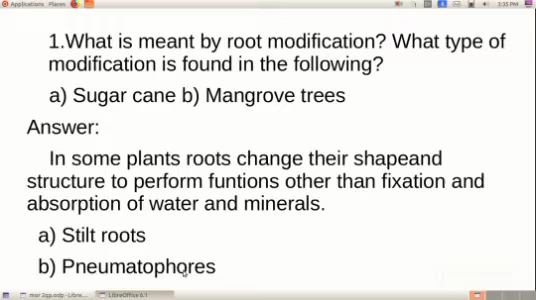 Applications Places
3:35 PM
1.What is meant by root modification? What type of
modification is found in the following?
a) Sugar cane b) Mangrove trees
Answer:
In some plants roots change their shapeand
structure to perform funtions other than fixation and
absorption of water and minerals.
a) Stilt roots
b) Pneumatophores
LibreOffice 6.1